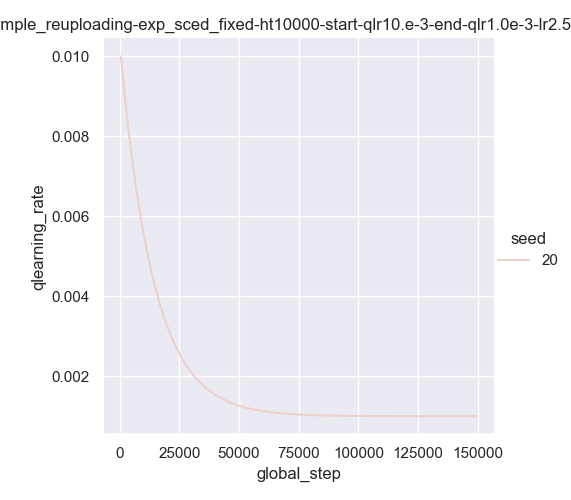 mple_reuploading-exp_sced_fixed-ht10000-start-qlr10.e-3-end-qlr1.0e-3-lr2.5
0.010
0.008
0.006
0.004
0.002
qlearning_rate
seed
20
0 25000 50000 75000 100000 125000 150000
global_step